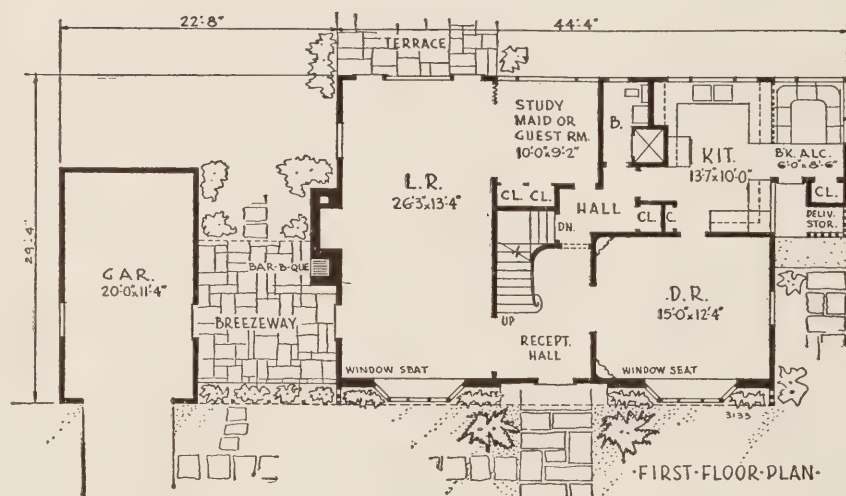 22'-8"
44'-4"
TERRACE
STUDY
MAID OR
GUEST RM.
10'-0"x9'-2"
B.
KIT.
13'-7"x10'-0"
BK. ALC.
6'-0"x8'-6"
L.R.
26'-3"x13'-4"
CL.
CL.
HALL
CL.
C.
CL.
DELIV.
STOR.
DN.
29'-4"
GAR.
20'-0"x11'-4"
BAR-B-QUE
BREEZEWAY
D.R.
15'-0"x12'-4"
UP
RECEPT.
HALL
WINDOW SEAT
WINDOW SEAT
3133
·FIRST·FLOOR·PLAN·